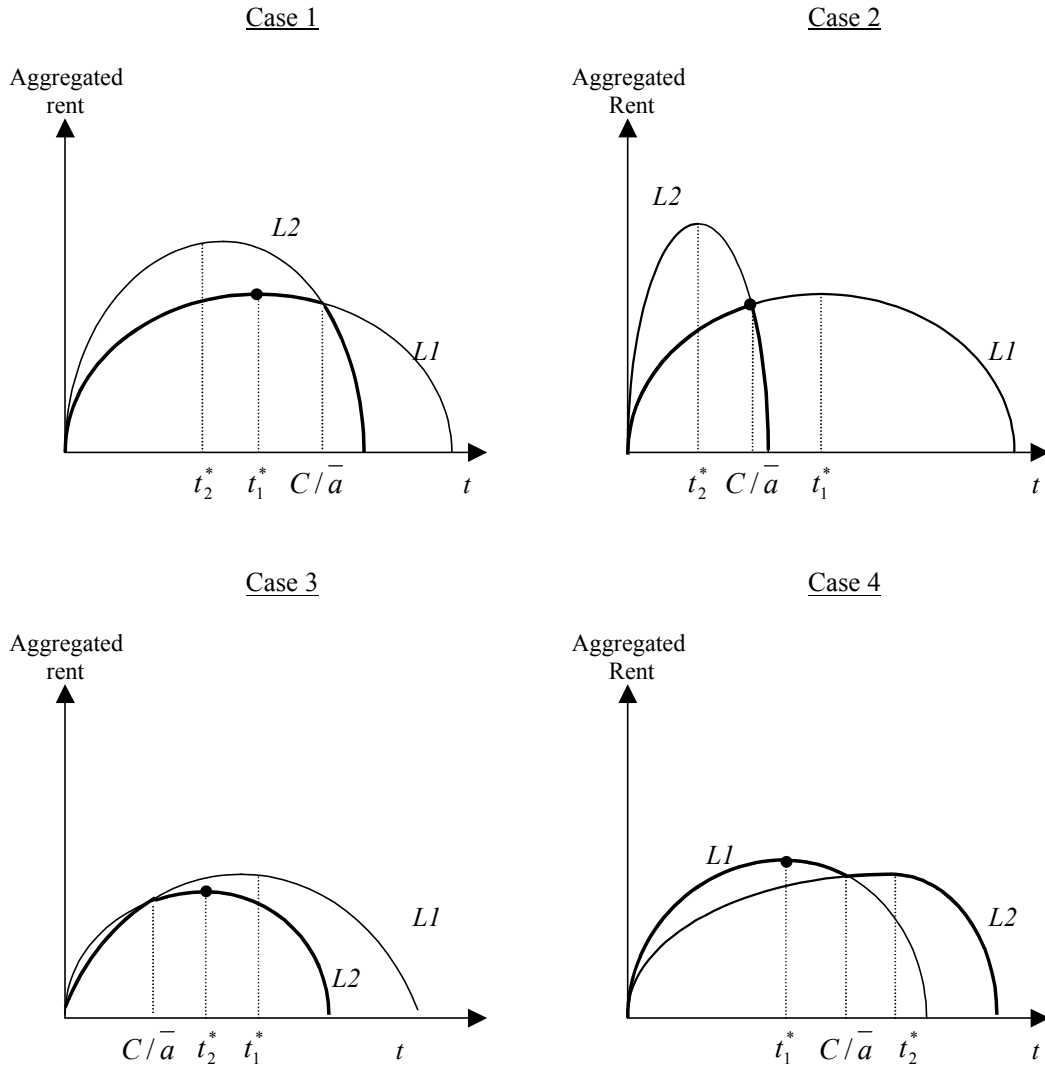 Case 1
Aggregated
rent
L2
L1
t₂* t₁* C / a̅ t
Case 2
Aggregated
Rent
L2
L1
t₂* C / a̅ t₁* t
Case 3
Aggregated
rent
L1
L2
C / a̅ t₂* t₁* t
Case 4
Aggregated
Rent
L1
L2
t₁* C / a̅ t₂* t